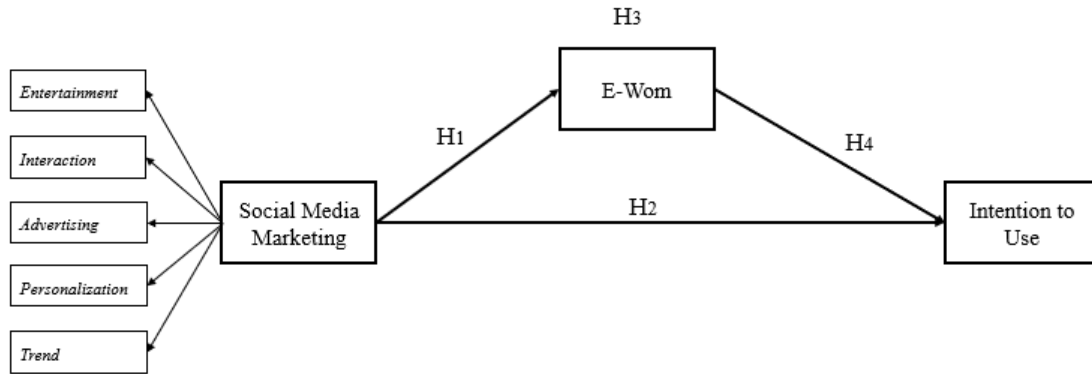 H3
Entertainment
E-Wom
H1
H4
Interaction
Advertising
Social Media
Marketing
H2
Intention to
Use
Personalization
Trend